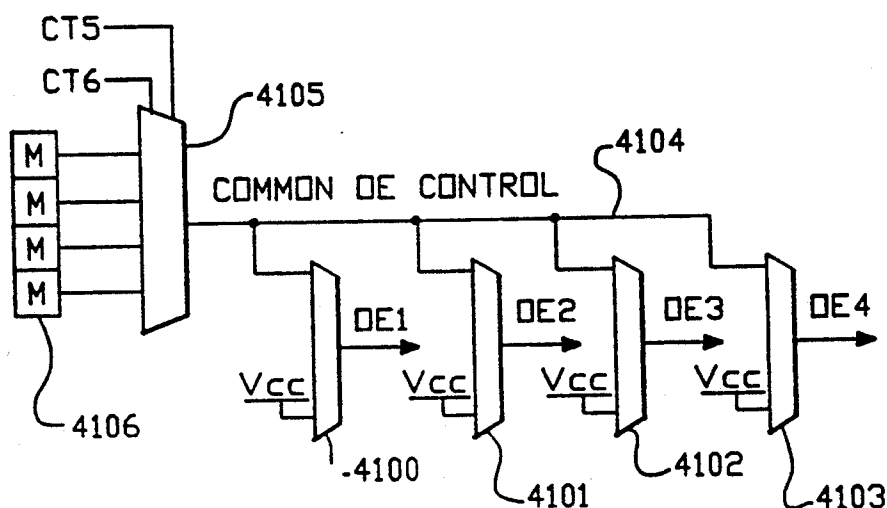 CT5
CT6
4105
M
M
M
M
4106
COMMON OE CONTROL
4104
OE1
OE2
OE3
OE4
Vcc
Vcc
Vcc
Vcc
4100
4101
4102
4103